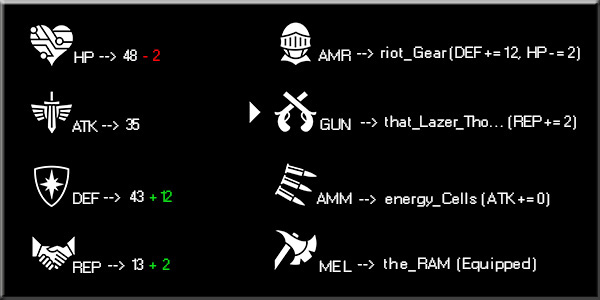 HP --> 48 - 2
ATK --> 35
DEF --> 43 + 12
REP --> 13 + 2
AMR --> riot_Gear (DEF += 12, HP -= 2)
GUN --> that_Lazer_Tho... (REP += 2)
AMM --> energy_Cells (ATK += 0)
MEL --> the_RAM (Equipped)